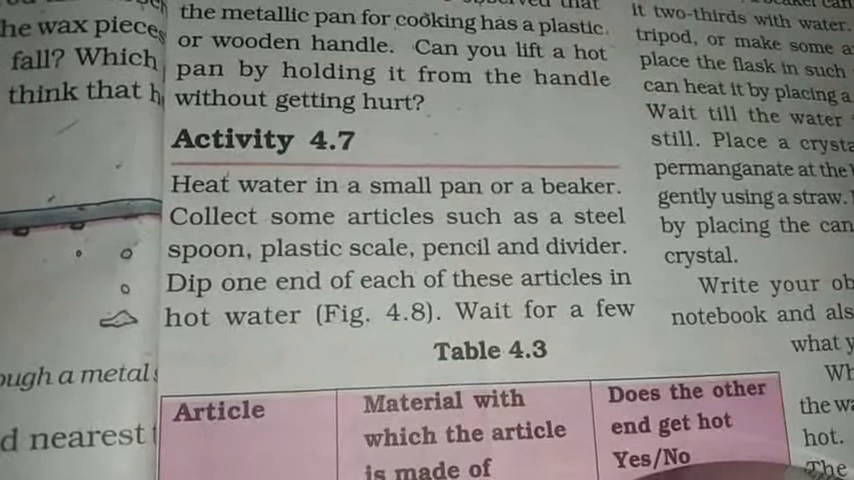 he wax pieces
fall? Which
think that
ough a metal
d nearest
observed that
the metallic pan for cooking has a plastic
or wooden handle. Can you lift a hot
pan by holding it from the handle
without getting hurt?
Activity 4.7
Heat water in a small pan or a beaker.
Collect some articles such as a steel
spoon, plastic scale, pencil and divider.
Dip one end of each of these articles in
hot water (Fig. 4.8). Wait for a few
Table 4.3
Article
Material with
which the article
is made of
Does the other
end get hot
Yes/No
it two-thirds with water.
tripod, or make some a
place the flask in such
can heat it by placing a
Wait till the water
still. Place a crysta
permanganate at the
gently using a straw.
by placing the can
crystal.
Write your ob
notebook and als
what y
Wh
the wa
hot.
The